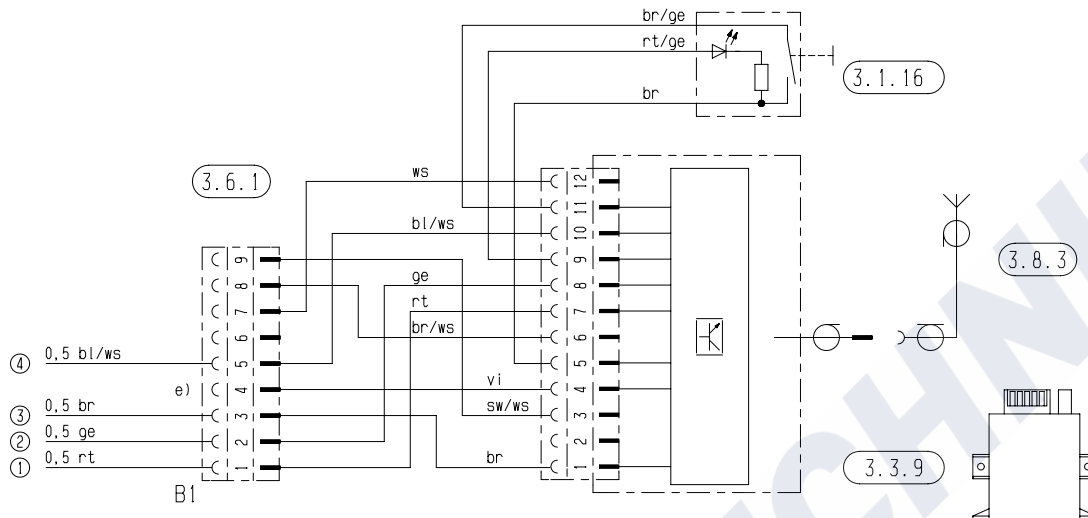 br/ge
rt/ge
3.1.16
br
3.6.1
ws
12
11
bl/ws
10
9
9
3.8.3
8
ge
8
7
rt
7
6
br/ws
6
④ 0,5 bl/ws
5
5
e)
4
vi
4
③ 0,5 br
3
sw/ws
3
② 0,5 ge
2
2
① 0,5 rt
1
br
1
3.3.9
B1